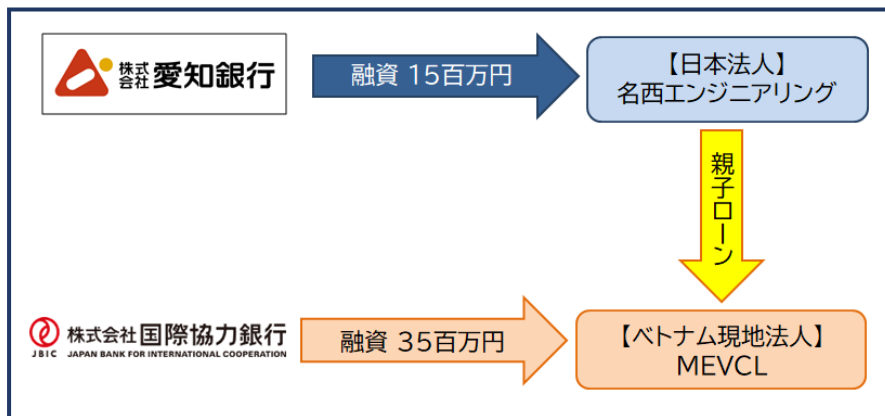 株式会社 愛知銀行
融資 15百万円
【日本法人】
名西エンジニアリング
親子ローン
JBIC
株式会社 国際協力銀行
JAPAN BANK FOR INTERNATIONAL COOPERATION
融資 35百万円
【ベトナム現地法人】
MEVCL